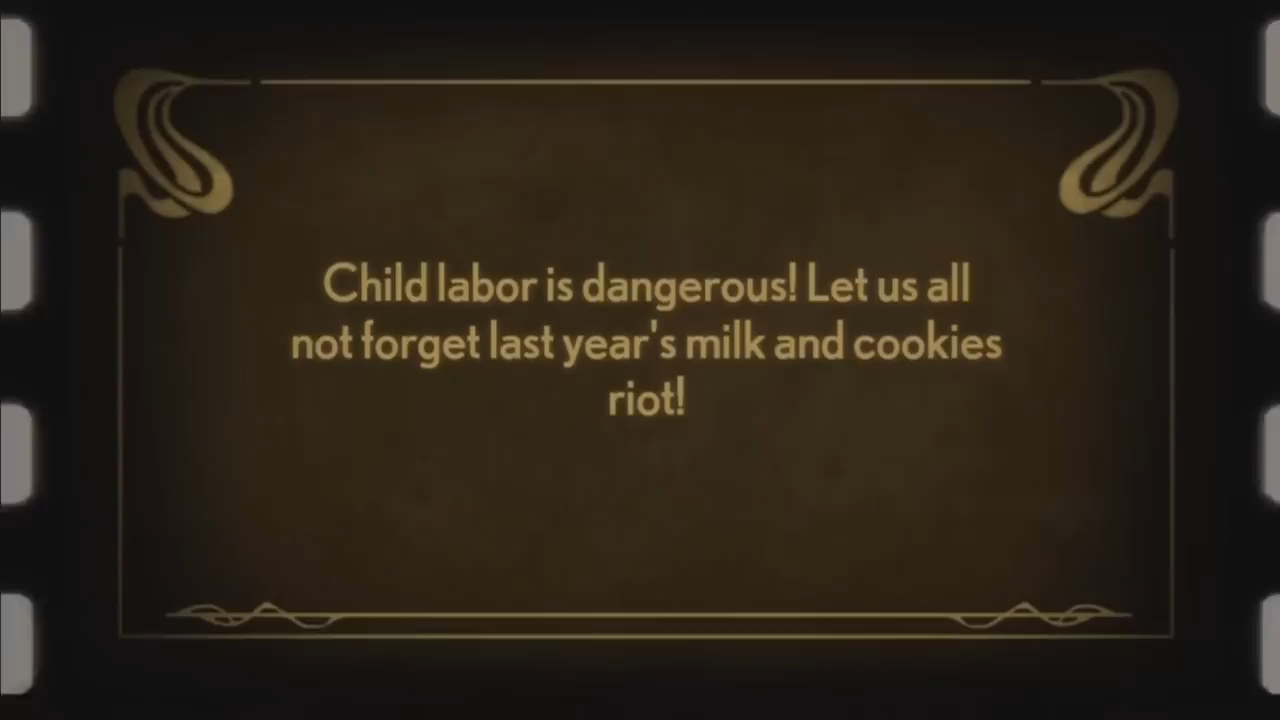 Child labor is dangerous! Let us all
not forget last year's milk and cookies
riot!